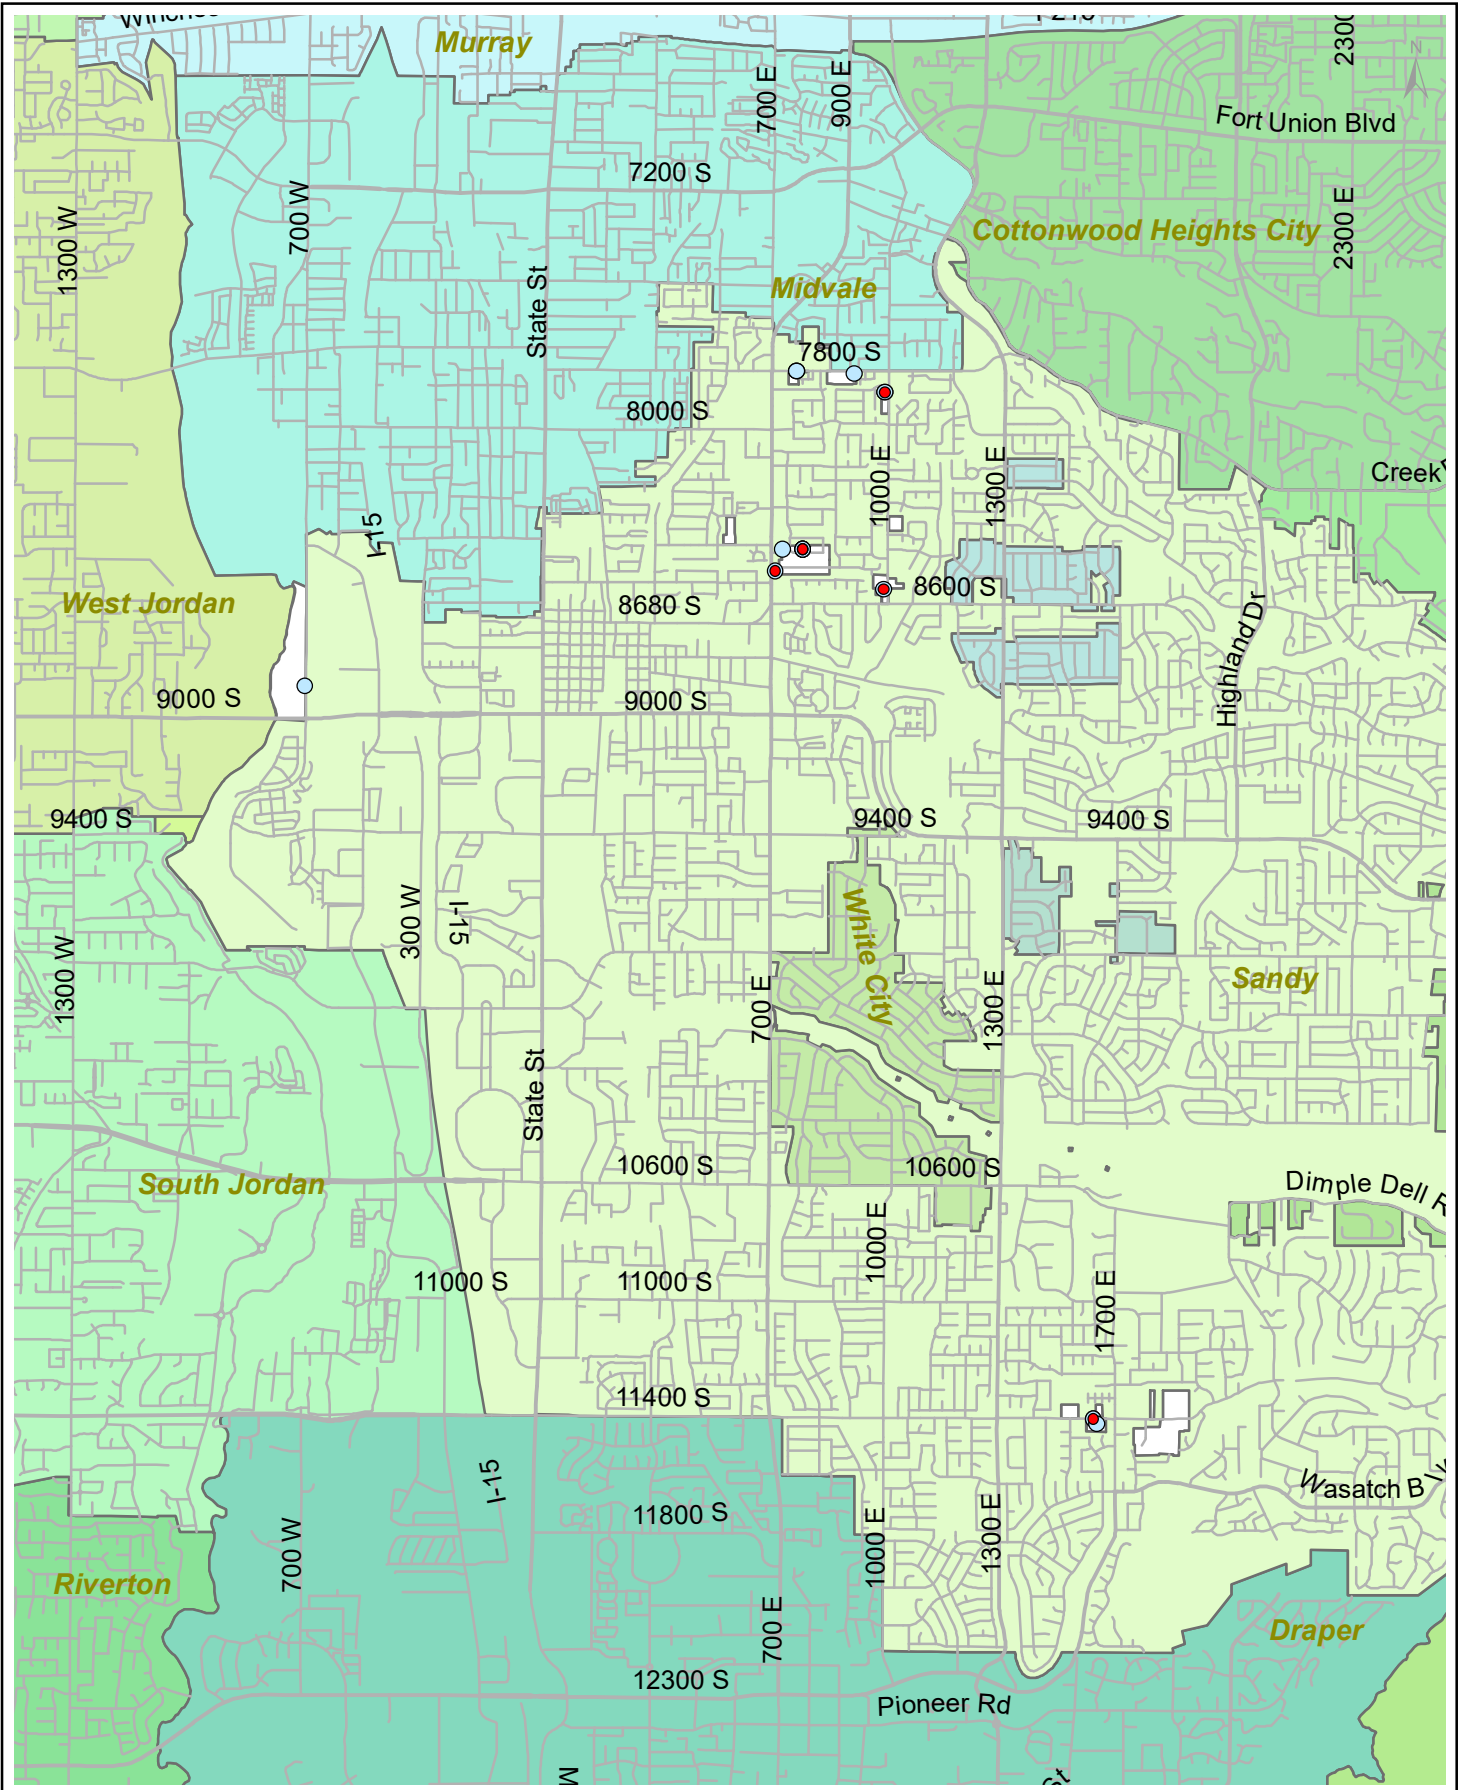 Murray
2300
700 E
900 E
Fort Union Blvd
7200 S
1300 W
700 W
Cottonwood Heights City
2300 E
State St
Midvale
7800 S
8000 S
1000 E
1300 E
Creek
I-15
West Jordan
8680 S
8600 S
Highland Dr
9000 S
9000 S
9400 S
9400 S
9400 S
300 W
I-15
White City
1300 W
Sandy
700 E
1300 E
State St
10600 S
10600 S
South Jordan
Dimple Dell R
1000 E
11000 S
11000 S
1700 E
11400 S
I-15
Wasatch B
11800 S
700 W
1000 E
1300 E
Riverton
700 E
Draper
12300 S
Pioneer Rd
M
St
N